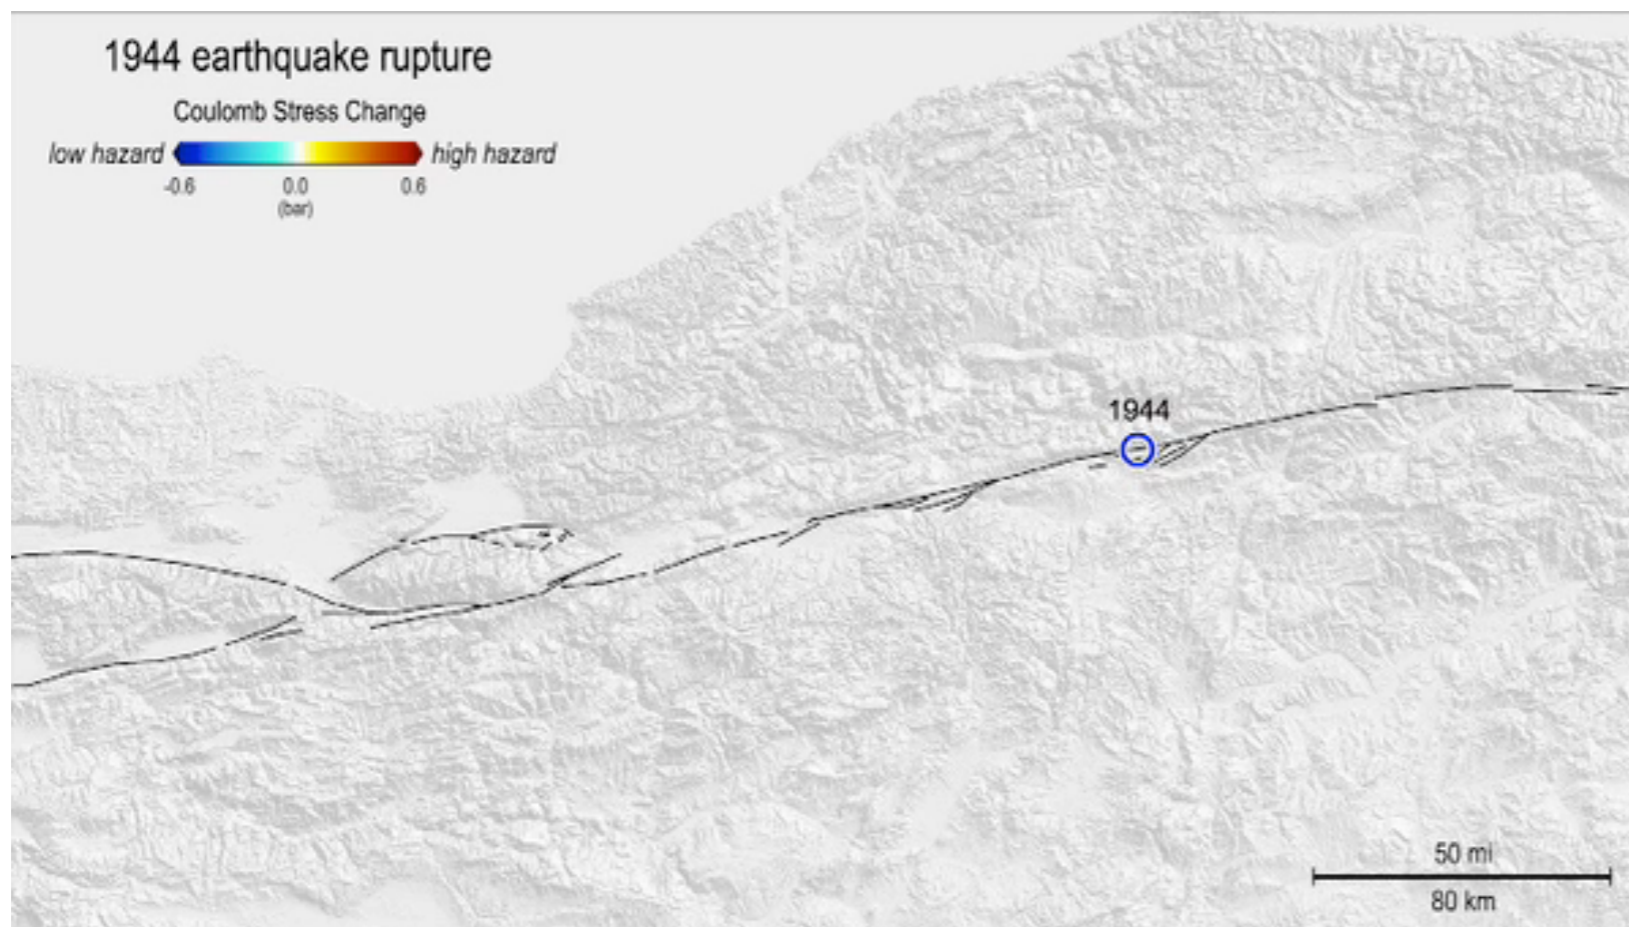 1944 earthquake rupture
Coulomb Stress Change
low hazard high hazard
-0.6 0.0 0.6
(bar)
1944
50 mi
80 km